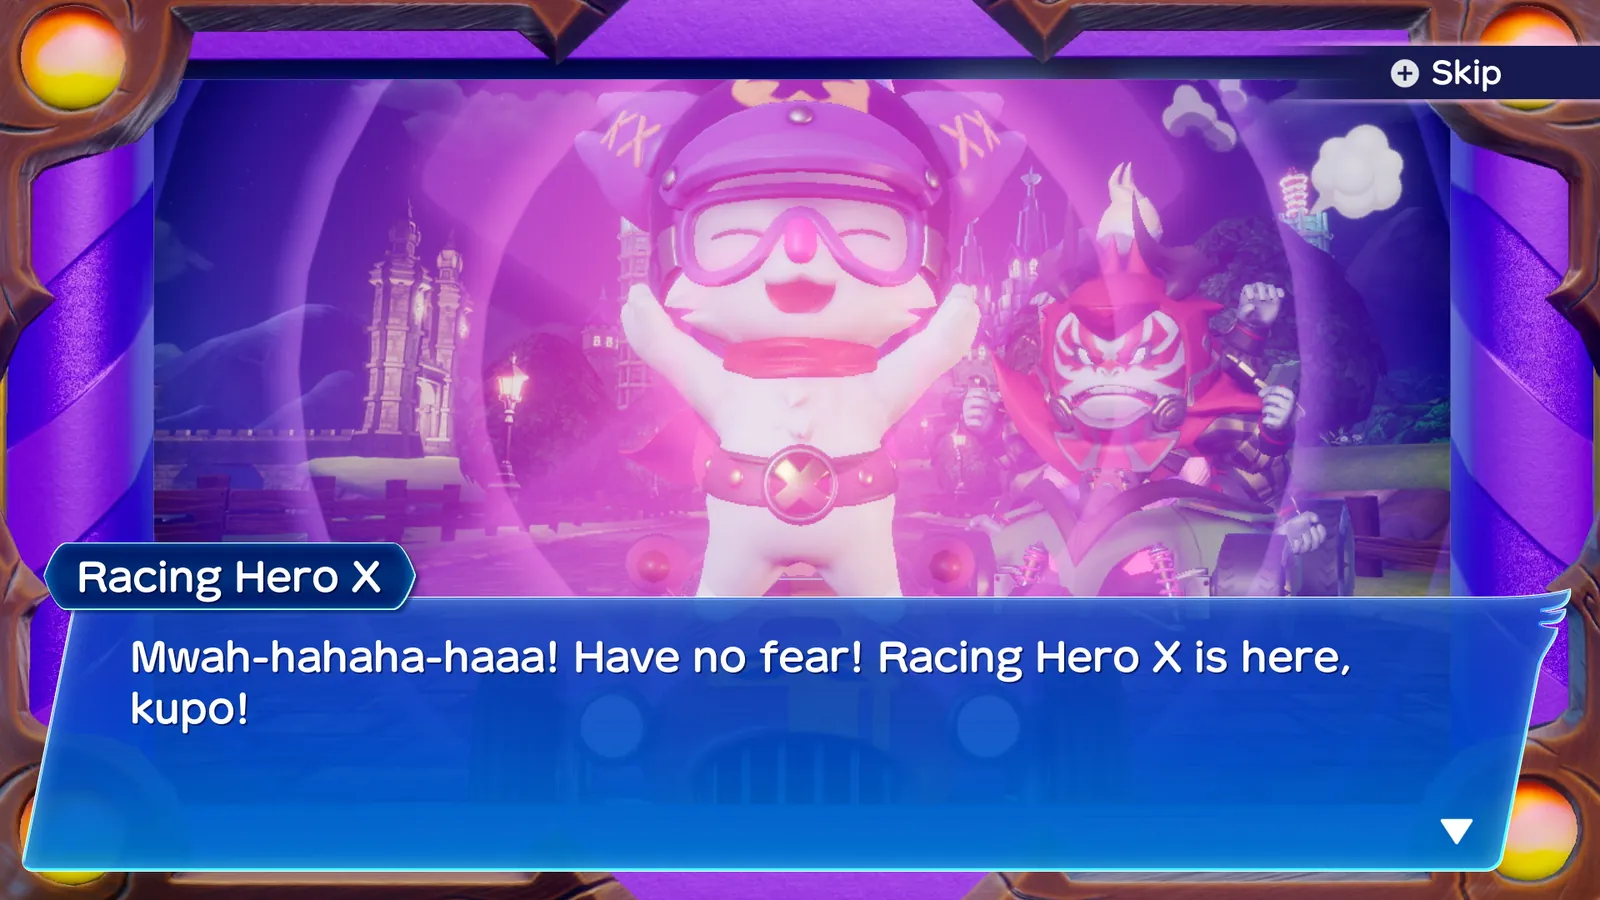 Skip
Racing Hero X
Mwah-hahaha-haaa! Have no fear! Racing Hero X is here,
kupo!